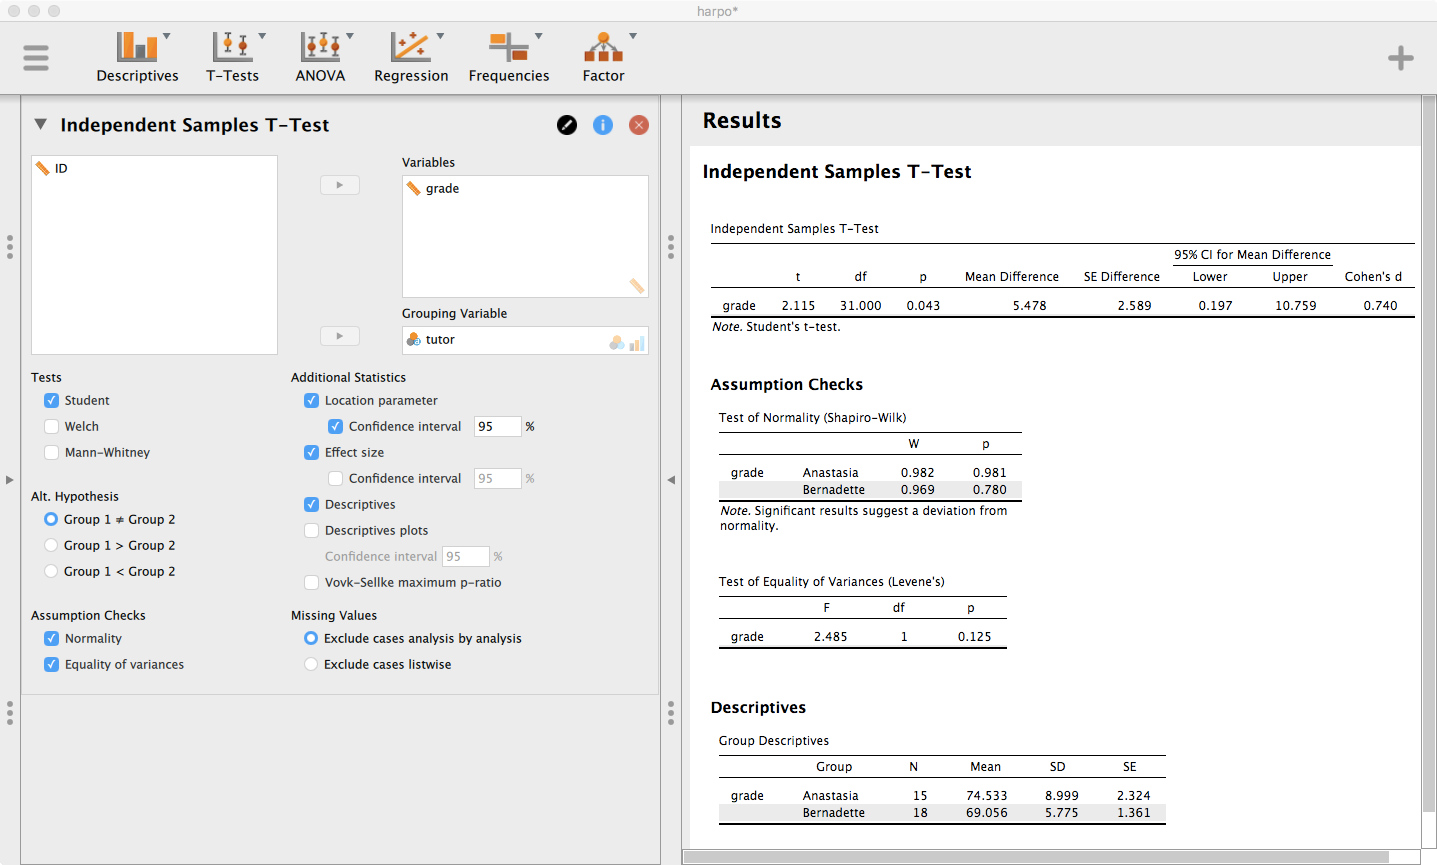 harpo*
Descriptives T-Tests ANOVA Regression Frequencies Factor
Independent Samples T-Test
ID
Variables
grade
Grouping Variable
tutor
Tests
Student
Welch
Mann-Whitney
Alt. Hypothesis
Group 1 ≠ Group 2
Group 1 > Group 2
Group 1 < Group 2
Assumption Checks
Normality
Equality of variances
Additional Statistics
Location parameter
Confidence interval 95 %
Effect size
Confidence interval 95 %
Descriptives
Descriptives plots
Confidence interval 95 %
Vovk-Sellke maximum p-ratio
Missing Values
Exclude cases analysis by analysis
Exclude cases listwise
Results
Independent Samples T-Test
Independent Samples T-Test
95% CI for Mean Difference
t df p Mean Difference SE Difference Lower Upper Cohen's d
grade 2.115 31.000 0.043 5.478 2.589 0.197 10.759 0.740
Note. Student's t-test.
Assumption Checks
Test of Normality (Shapiro-Wilk)
W p
grade Anastasia 0.982 0.981
Bernadette 0.969 0.780
Note. Significant results suggest a deviation from
normality.
Test of Equality of Variances (Levene's)
F df p
grade 2.485 1 0.125
Descriptives
Group Descriptives
Group N Mean SD SE
grade Anastasia 15 74.533 8.999 2.324
Bernadette 18 69.056 5.775 1.361